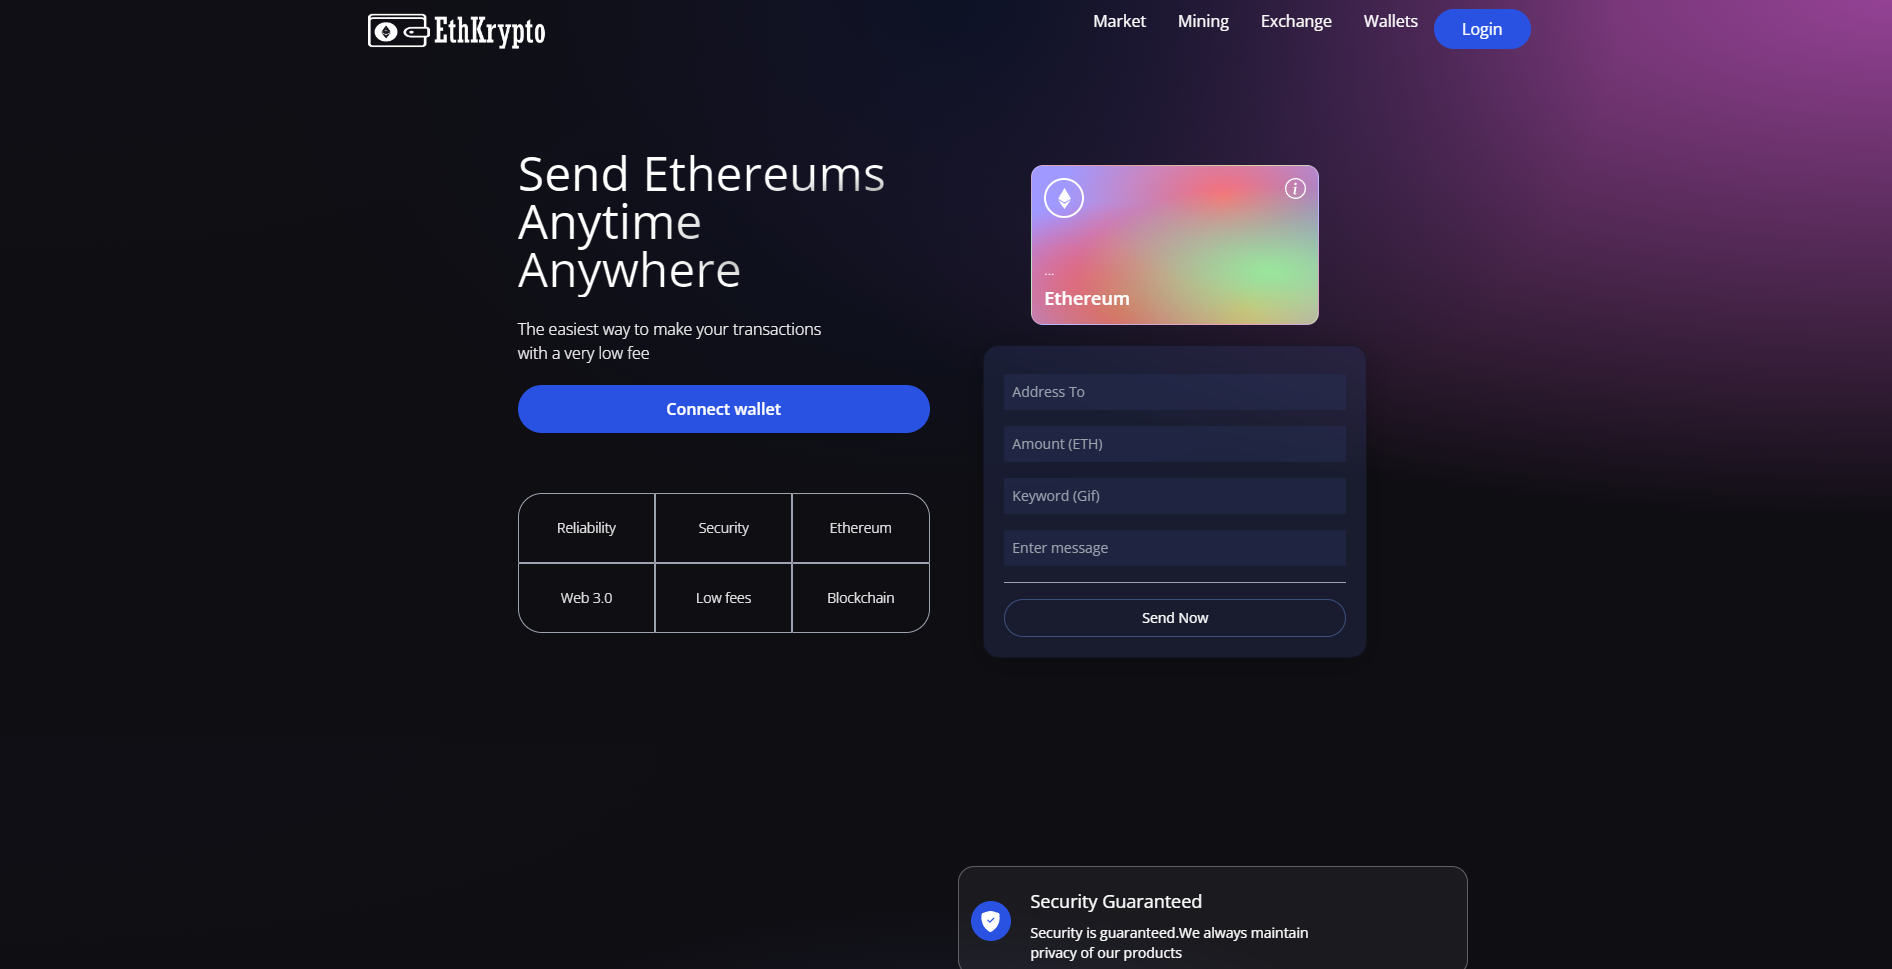 EthKrypto
Market
Mining
Exchange
Wallets
Login
Send Ethereums
Anytime
Anywhere
The easiest way to make your transactions
with a very low fee
Connect wallet
Reliability
Security
Ethereum
Web 3.0
Low fees
Blockchain
i
...
Ethereum
Address To
Amount (ETH)
Keyword (Gif)
Enter message
Send Now
Security Guaranteed
Security is guaranteed.We always maintain
privacy of our products